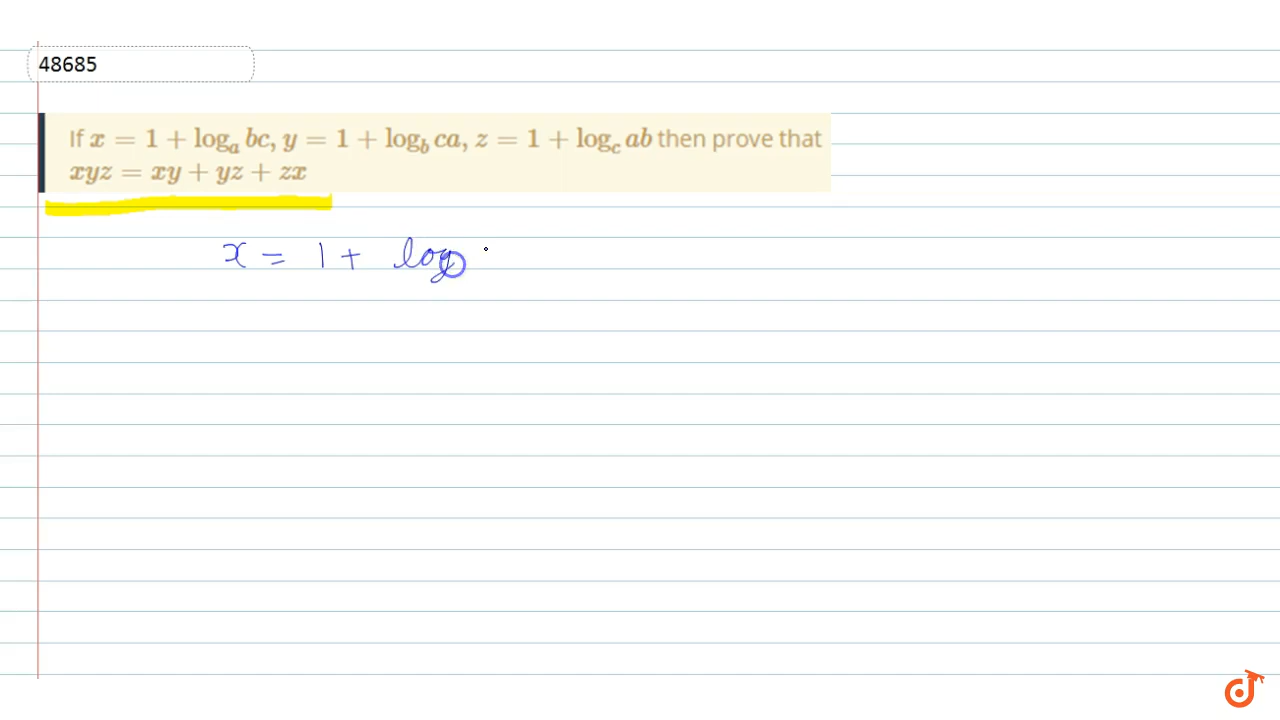 48685
If x = 1 + log_a bc, y = 1 + log_b ca, z = 1 + log_c ab then prove that
xyz = xy + yz + zx
x = 1 + log